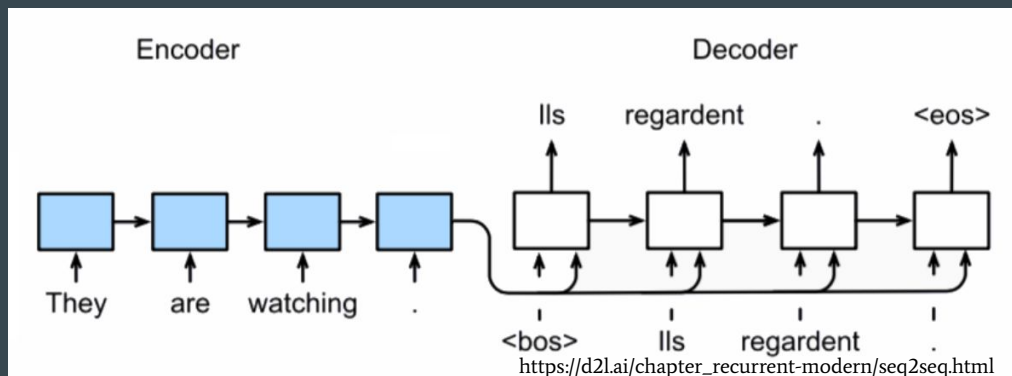 Encoder Decoder
Ils regardent . <eos>
They are watching .
<bos> Ils regardent .
https://d2l.ai/chapter_recurrent-modern/seq2seq.html